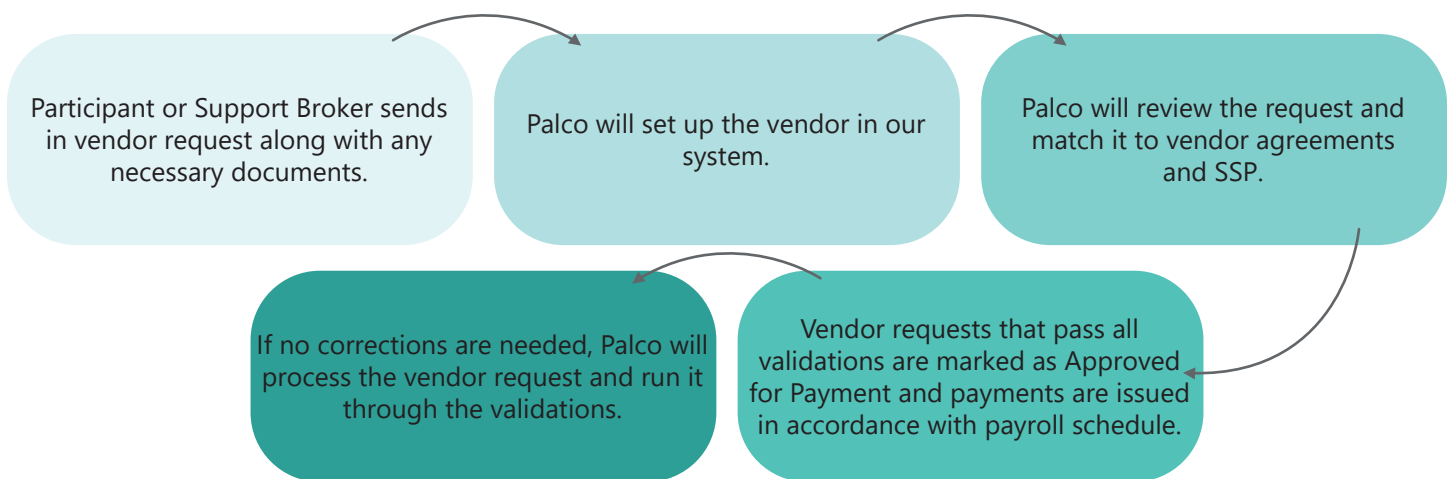 Participant or Support Broker sends
in vendor request along with any
necessary documents.
Palco will set up the vendor in our
system.
Palco will review the request and
match it to vendor agreements
and SSP.
Vendor requests that pass all
validations are marked as Approved
for Payment and payments are issued
in accordance with payroll schedule.
If no corrections are needed, Palco will
process the vendor request and run it
through the validations.